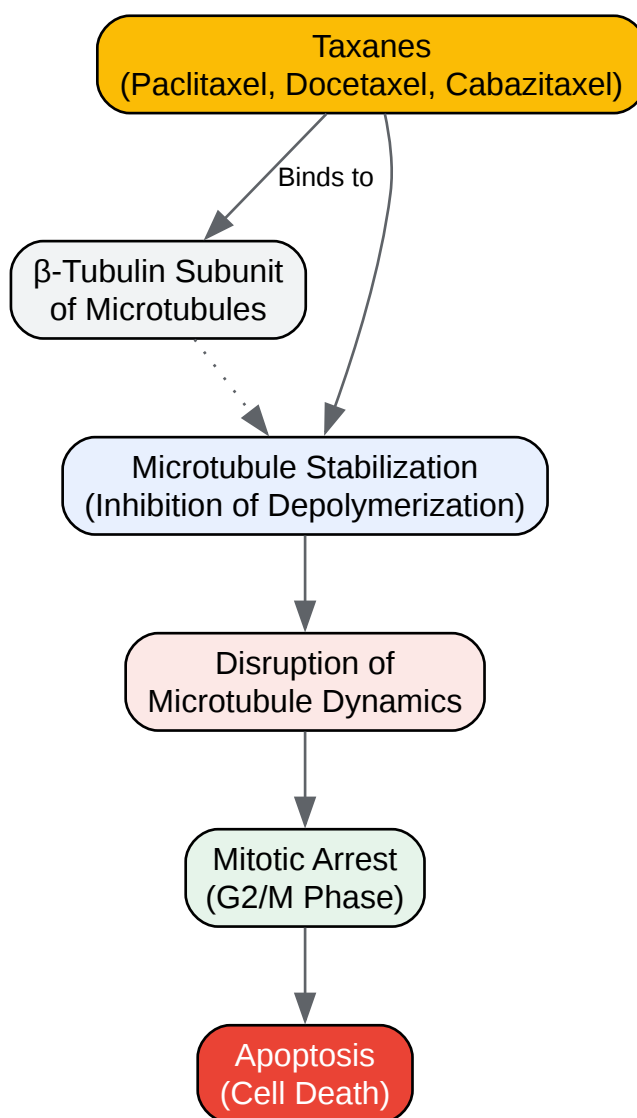 Taxanes
(Paclitaxel, Docetaxel, Cabazitaxel)
Binds to
β-Tubulin Subunit
of Microtubules
Microtubule Stabilization
(Inhibition of Depolymerization)
Disruption of
Microtubule Dynamics
Mitotic Arrest
(G2/M Phase)
Apoptosis
(Cell Death)